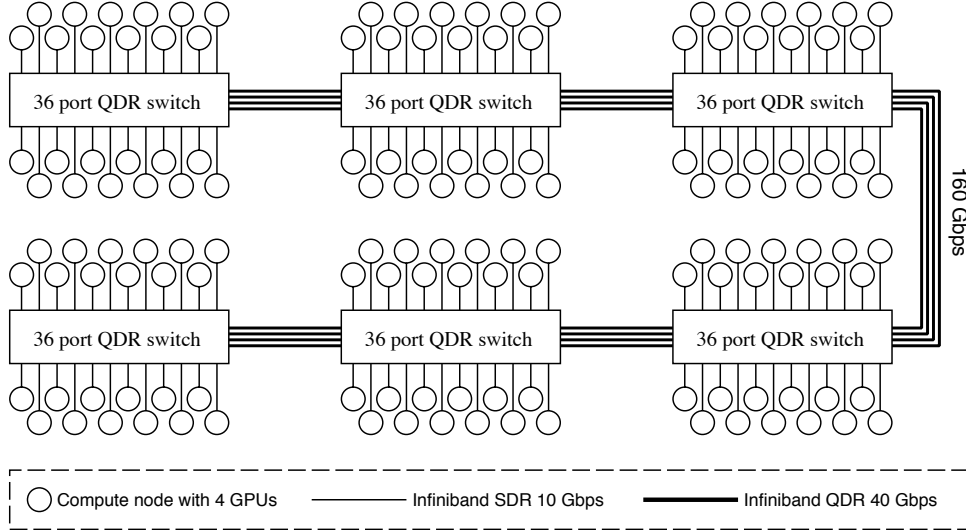 36 port QDR switch
36 port QDR switch
36 port QDR switch
160 Gbps
36 port QDR switch
36 port QDR switch
36 port QDR switch
Compute node with 4 GPUs
Infiniband SDR 10 Gbps
Infiniband QDR 40 Gbps